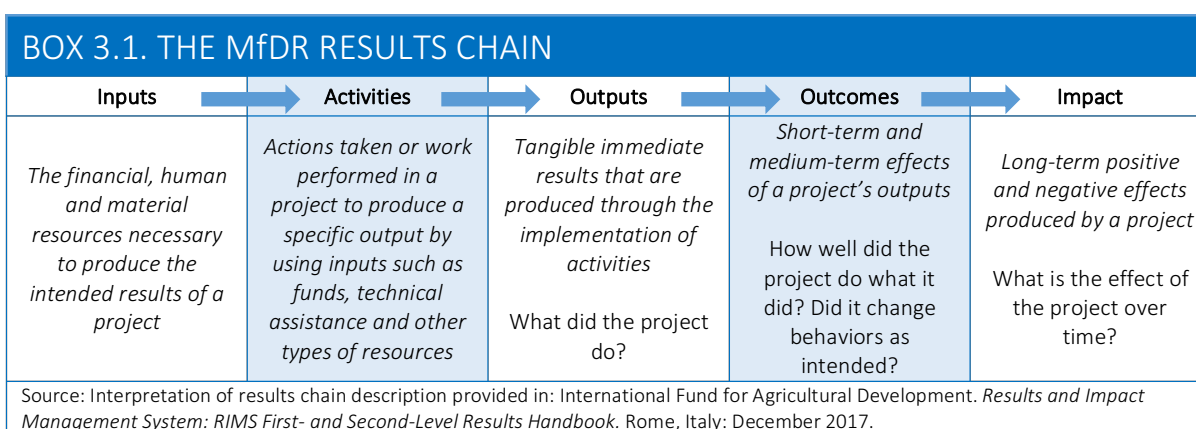 BOX 3.1. THE MfDR RESULTS CHAIN
Inputs
Activities
Outputs
Outcomes
Impact
The financial, human
and material
resources necessary
to produce the
intended results of a
project
Actions taken or work
performed in a
project to produce a
specific output by
using inputs such as
funds, technical
assistance and other
types of resources
Tangible immediate
results that are
produced through the
implementation of
activities
What did the project
do?
Short-term and
medium-term effects
of a project’s outputs
How well did the
project do what it
did? Did it change
behaviors as
intended?
Long-term positive
and negative effects
produced by a project
What is the effect of
the project over
time?
Source: Interpretation of results chain description provided in: International Fund for Agricultural Development. Results and Impact
Management System: RIMS First- and Second-Level Results Handbook. Rome, Italy: December 2017.